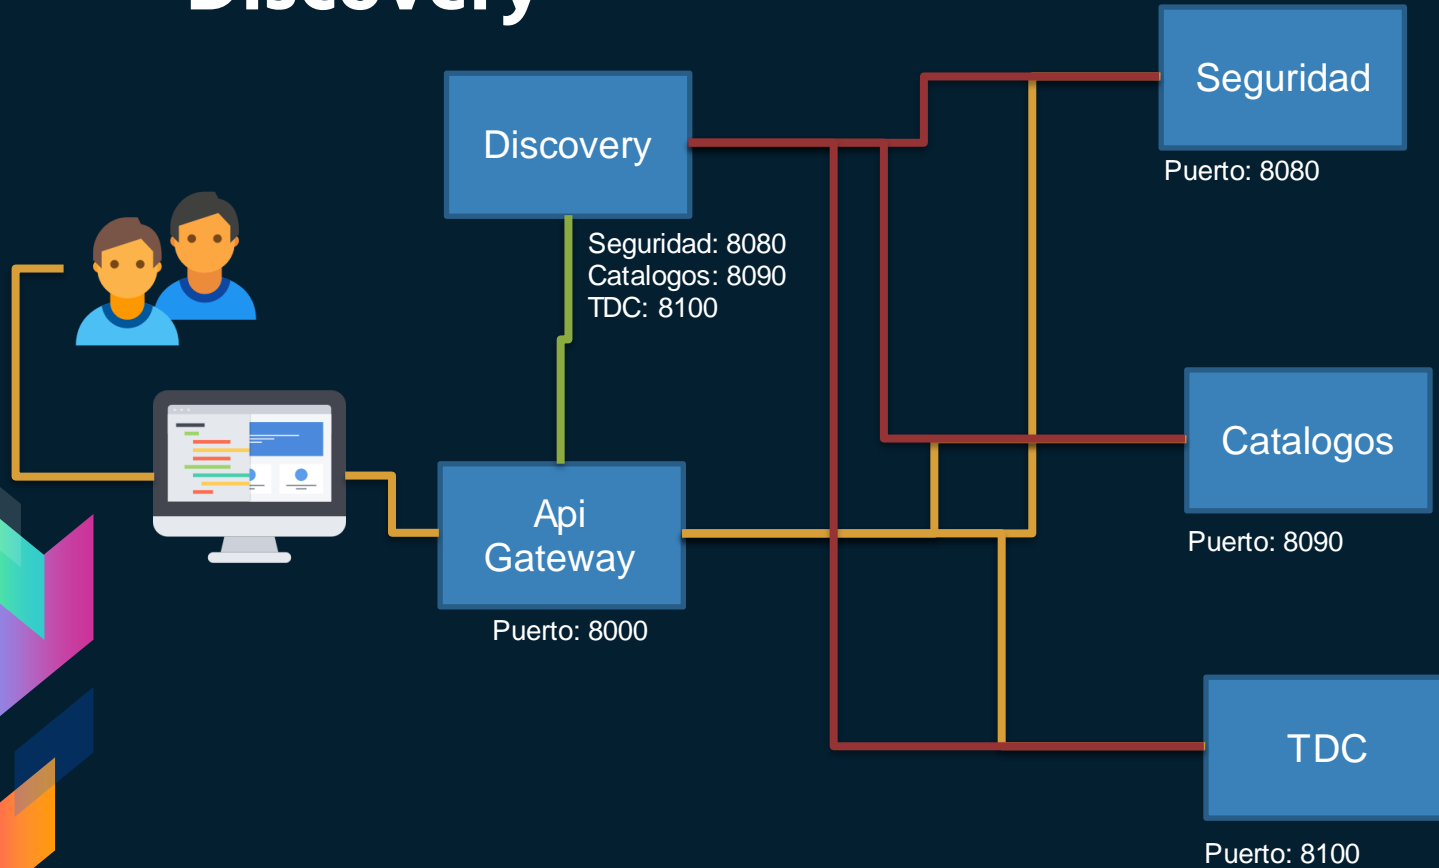 Discovery
Seguridad
Puerto: 8080
Discovery
Seguridad: 8080
Catalogos: 8090
TDC: 8100
Catalogos
Puerto: 8090
Api
Gateway
Puerto: 8000
TDC
Puerto: 8100